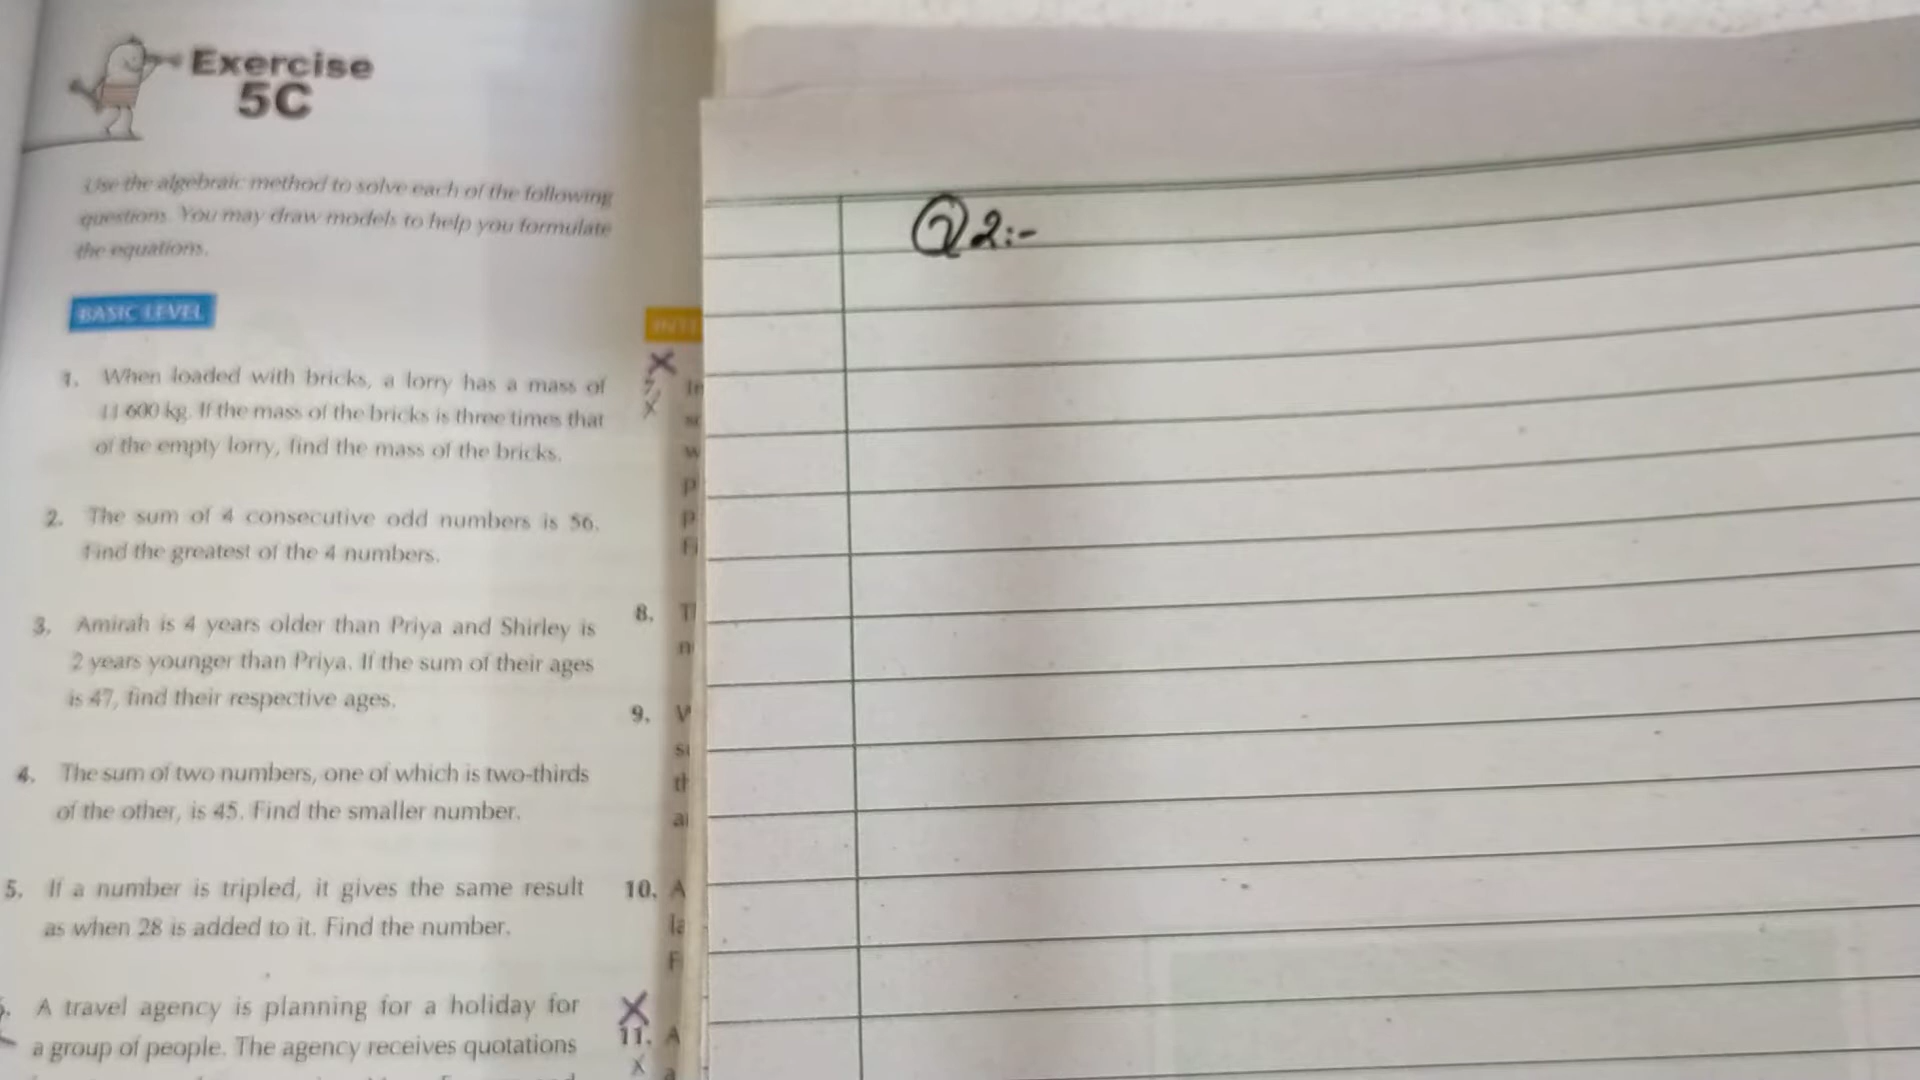 Exercise
5C
Use the algebraic method to solve each of the following
questions. You may draw models to help you formulate
the equations.
BASIC LEVEL
1. When loaded with bricks, a lorry has a mass of
11 600 kg. If the mass of the bricks is three times that
of the empty lorry, find the mass of the bricks.
2. The sum of 4 consecutive odd numbers is 56.
Find the greatest of the 4 numbers.
3. Amirah is 4 years older than Priya and Shirley is
2 years younger than Priya. If the sum of their ages
is 47, find their respective ages.
4. The sum of two numbers, one of which is two-thirds
of the other, is 45. Find the smaller number.
5. If a number is tripled, it gives the same result
as when 28 is added to it. Find the number.
A travel agency is planning for a holiday for
a group of people. The agency receives quotations
INTE
7.
8.
9.
10. A
11. A
Q2:-